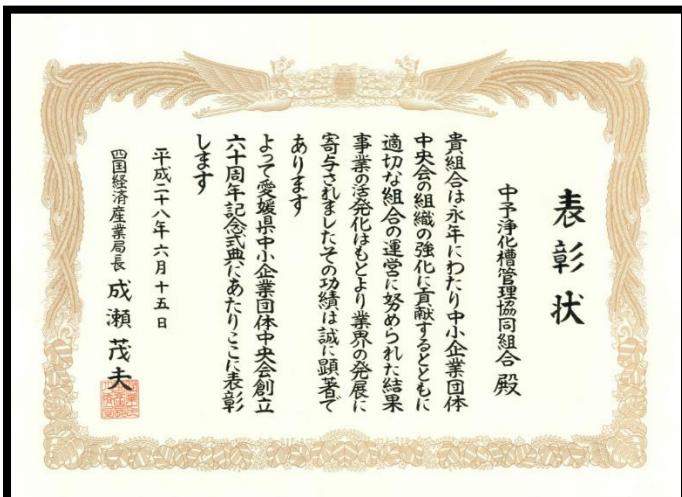 表彰状
中予浄化槽管理協同組合 殿
貴組合は永年にわたり中小企業団体
中央会の組織の強化に貢献するとともに
適切な組合の運営に努められた結果
事業の活発化はもとより業界の発展に
寄与されましたその功績は誠に顕著で
あります
よって愛媛県中小企業団体中央会創立
六十周年記念式典にあたりここに表彰
します
平成二十八年六月十五日
四国経済産業局長 成瀬茂夫